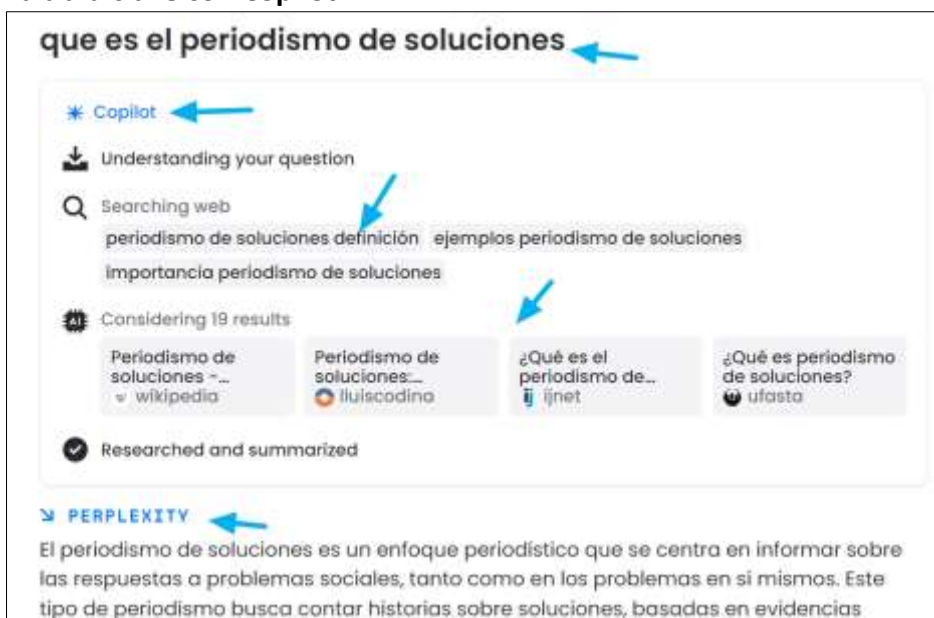 que es el periodismo de soluciones
Copilot
Understanding your question
Searching web
periodismo de soluciones definición ejemplos periodismo de soluciones
importancia periodismo de soluciones
Considering 19 results
Periodismo de soluciones -...
wikipedia
Periodismo de soluciones:...
lluiscodina
¿Qué es el periodismo de...
ijnet
¿Qué es periodismo de soluciones?
ufasta
Researched and summarized
PERPLEXITY
El periodismo de soluciones es un enfoque periodístico que se centra en informar sobre
las respuestas a problemas sociales, tanto como en los problemas en sí mismos. Este
tipo de periodismo busca contar historias sobre soluciones, basadas en evidencias